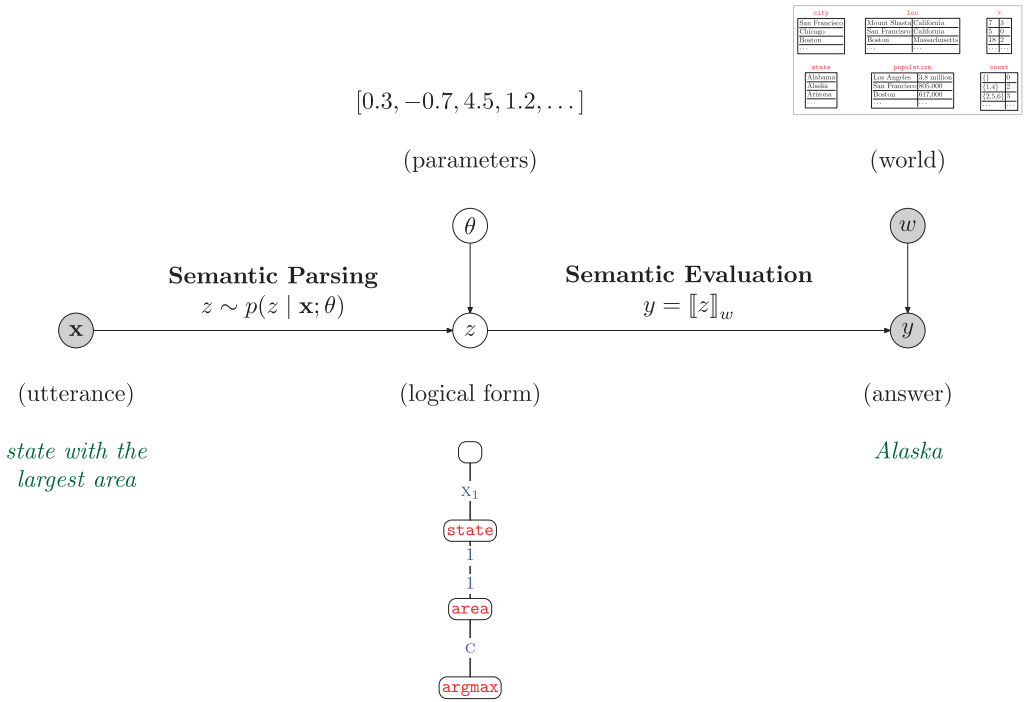 city loc >
San Francisco Mount Shasta California 7 3
Chicago San Francisco California 5 0
Boston Boston Massachusetts 18 2
... ... ... ... ...
state population count
Alabama Los Angeles 3.8 million {} 0
Alaska San Francisco 805,000 {1,4} 2
Arizona Boston 617,000 {2,5,6} 3
... ... ... ... ...
[0.3, −0.7, 4.5, 1.2, . . . ]
(parameters) (world)
θ w
Semantic Parsing Semantic Evaluation
z ∼ p(z | x; θ) y = ⟦z⟧w
x z y
(utterance) (logical form) (answer)
state with the Alaska
largest area
x1
state
1
1
area
c
argmax